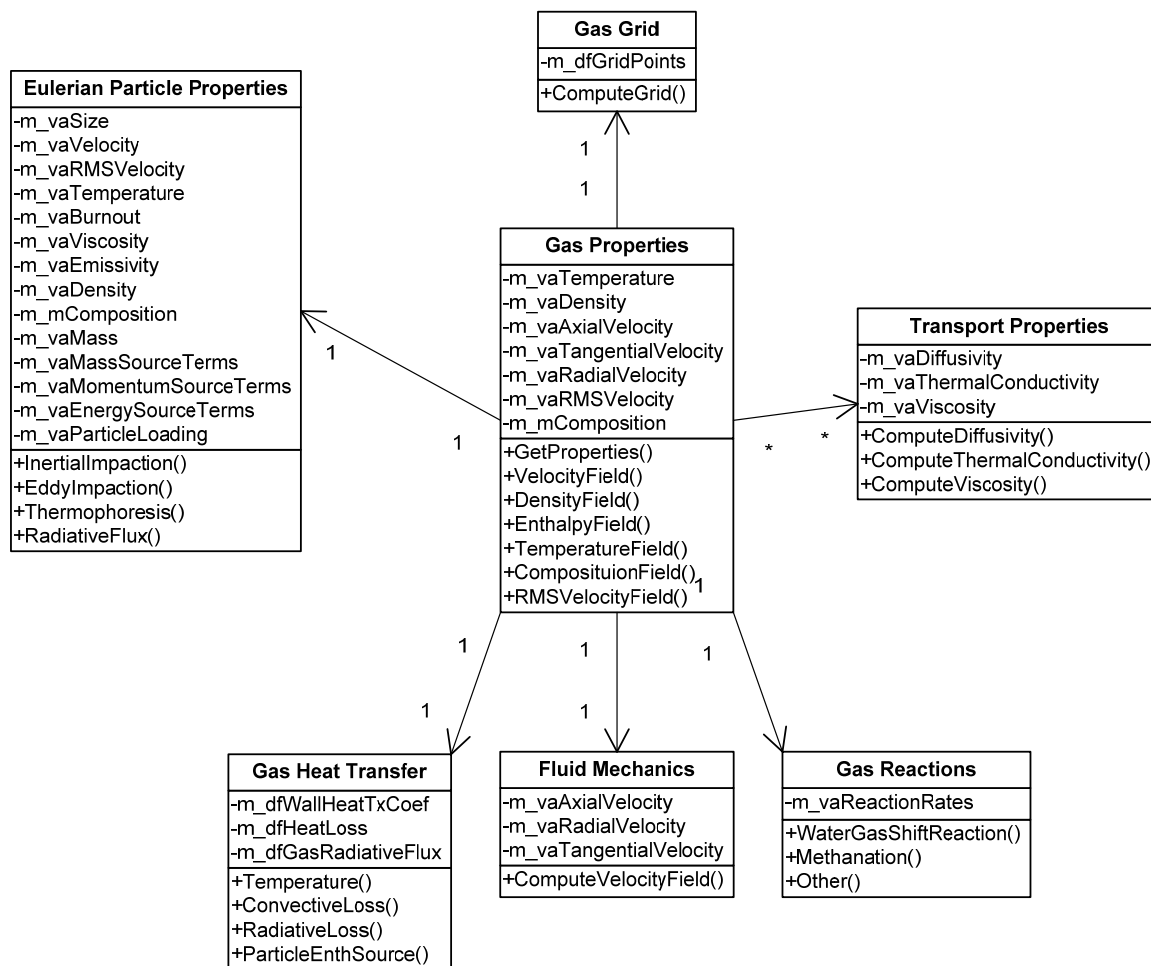 Gas Grid
-m_dfGridPoints
+ComputeGrid()
Eulerian Particle Properties
-m_vaSize
-m_vaVelocity
-m_vaRMSVelocity
-m_vaTemperature
-m_vaBurnout
-m_vaViscosity
-m_vaEmissivity
-m_vaDensity
-m_mComposition
-m_vaMass
-m_vaMassSourceTerms
-m_vaMomentumSourceTerms
-m_vaEnergySourceTerms
-m_vaParticleLoading
+InertialImpaction()
+EddyImpaction()
+Thermophoresis()
+RadiativeFlux()
1
1
Gas Properties
-m_vaTemperature
-m_vaDensity
-m_vaAxialVelocity
-m_vaTangentialVelocity
-m_vaRadialVelocity
-m_vaRMSVelocity
-m_mComposition
+GetProperties()
+VelocityField()
+DensityField()
+EnthalpyField()
+TemperatureField()
+ComposituionField()
+RMSVelocityField()
1
1
1
Transport Properties
-m_vaDiffusivity
-m_vaThermalConductivity
-m_vaViscosity
+ComputeDiffusivity()
+ComputeThermalConductivity()
+ComputeViscosity()
*
*
1
1
1
1
1
Gas Heat Transfer
-m_dfWallHeatTxCoef
-m_dfHeatLoss
-m_dfGasRadiativeFlux
+Temperature()
+ConvectiveLoss()
+RadiativeLoss()
+ParticleEnthSource()
Fluid Mechanics
-m_vaAxialVelocity
-m_vaRadialVelocity
-m_vaTangentialVelocity
+ComputeVelocityField()
Gas Reactions
-m_vaReactionRates
+WaterGasShiftReaction()
+Methanation()
+Other()